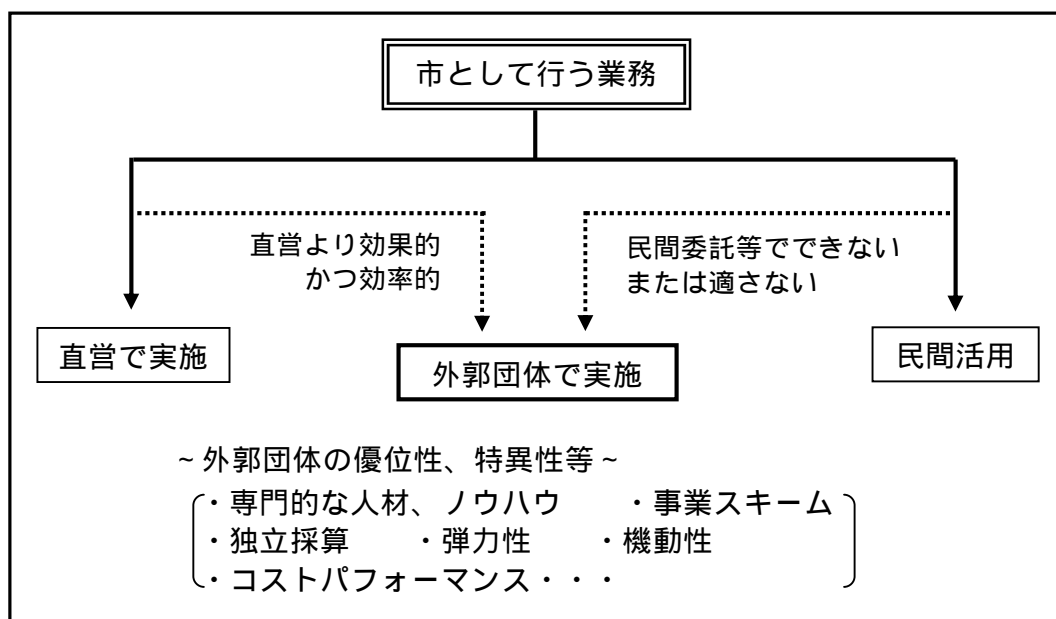 市として行う業務
直営より効果的
かつ効率的
民間委託等でできない
または適さない
直営で実施
外郭団体で実施
民間活用
~外郭団体の優位性、特異性等~
・専門的な人材、ノウハウ ・事業スキーム
・独立採算 ・弾力性 ・機動性
・コストパフォーマンス・・・